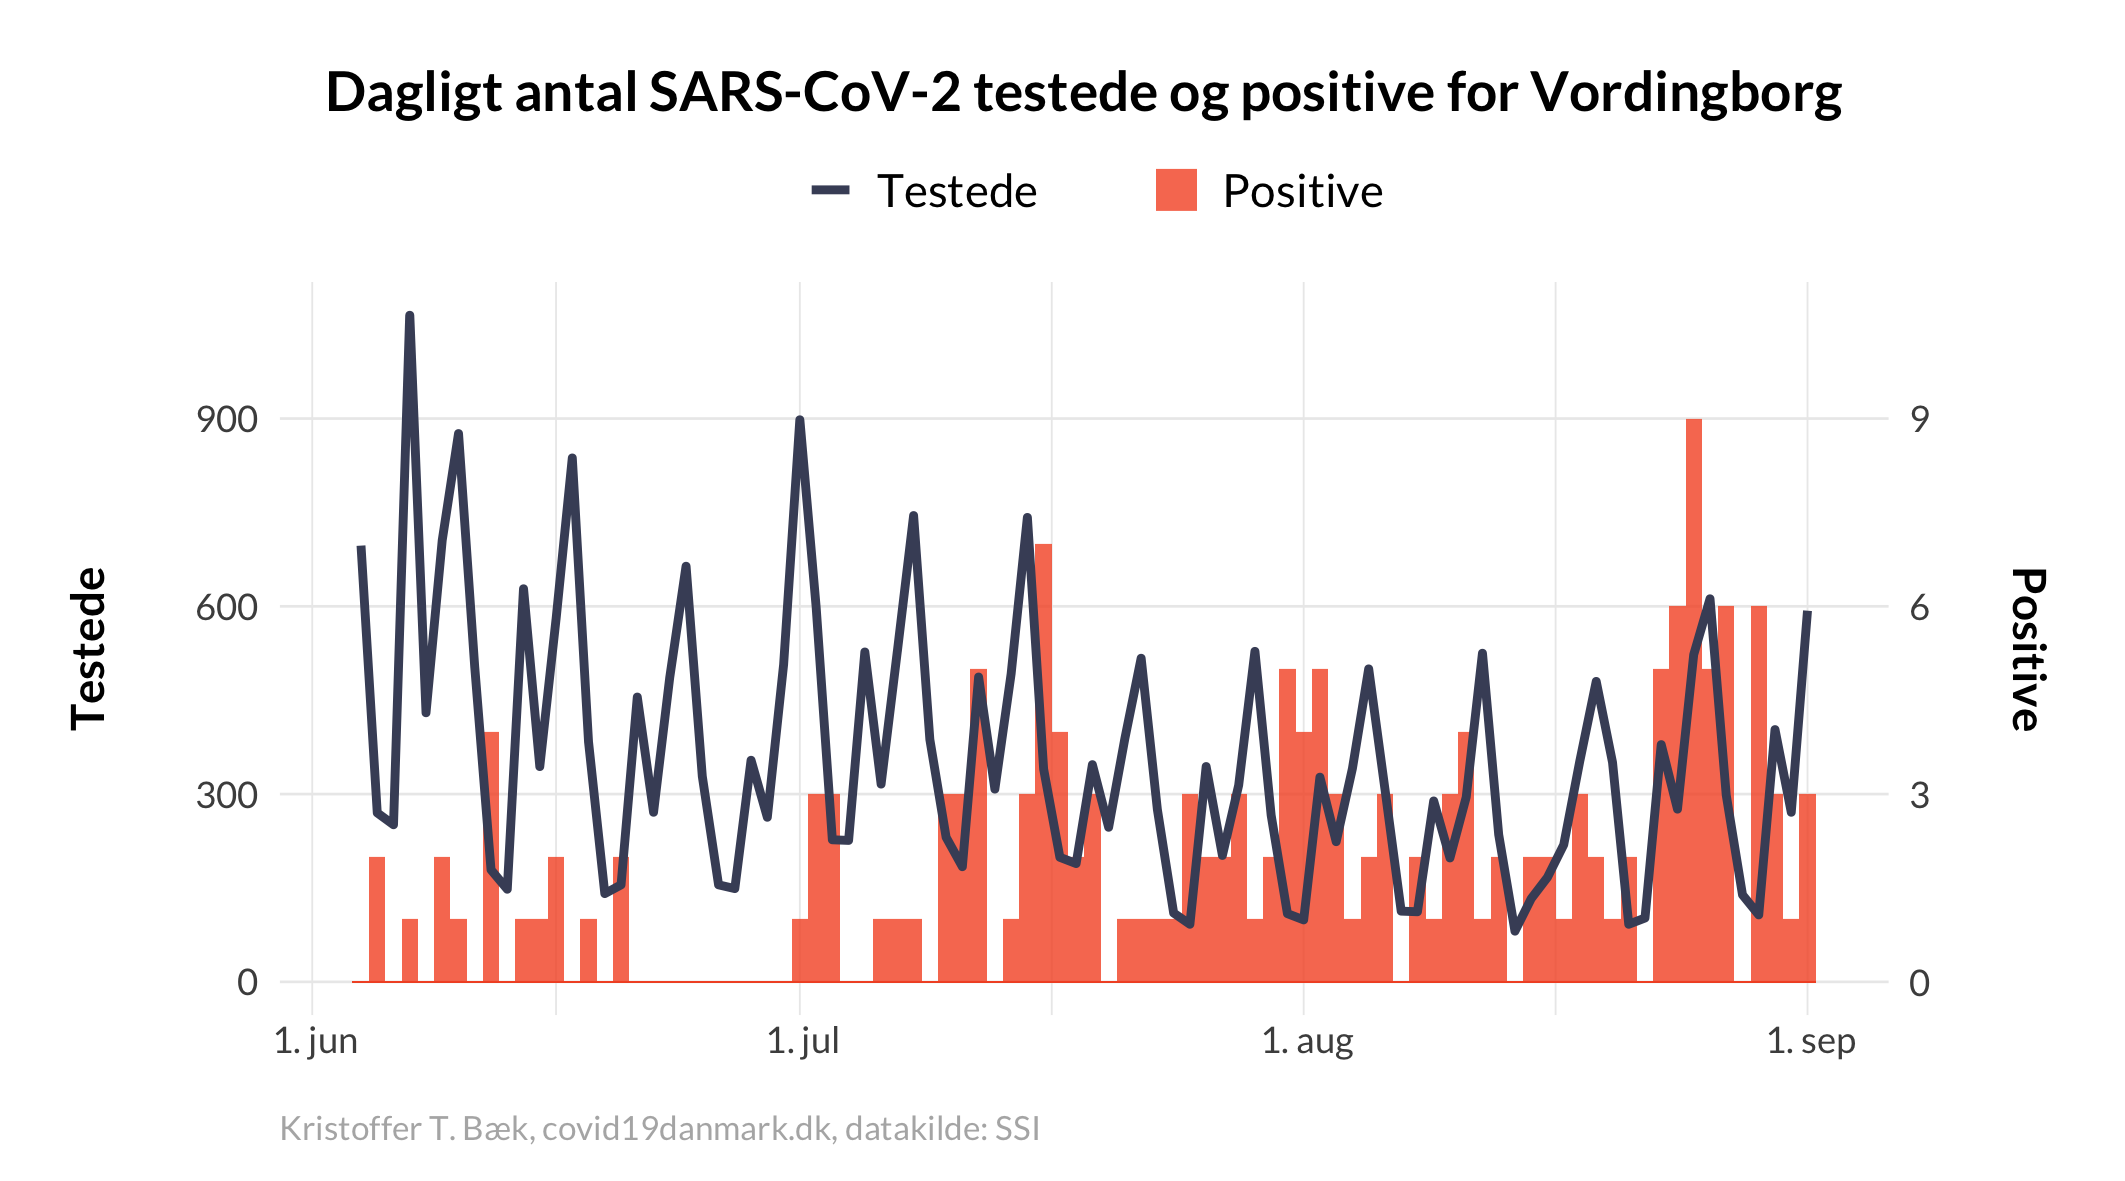 Dagligt antal SARS-CoV-2 testede og positive for Vordingborg
Testede
Positive
900
600
300
0
Testede
9
6
3
0
Positive
1. jun
1. jul
1. aug
1. sep
Kristoffer T. Bæk, covid19danmark.dk, datakilde: SSI